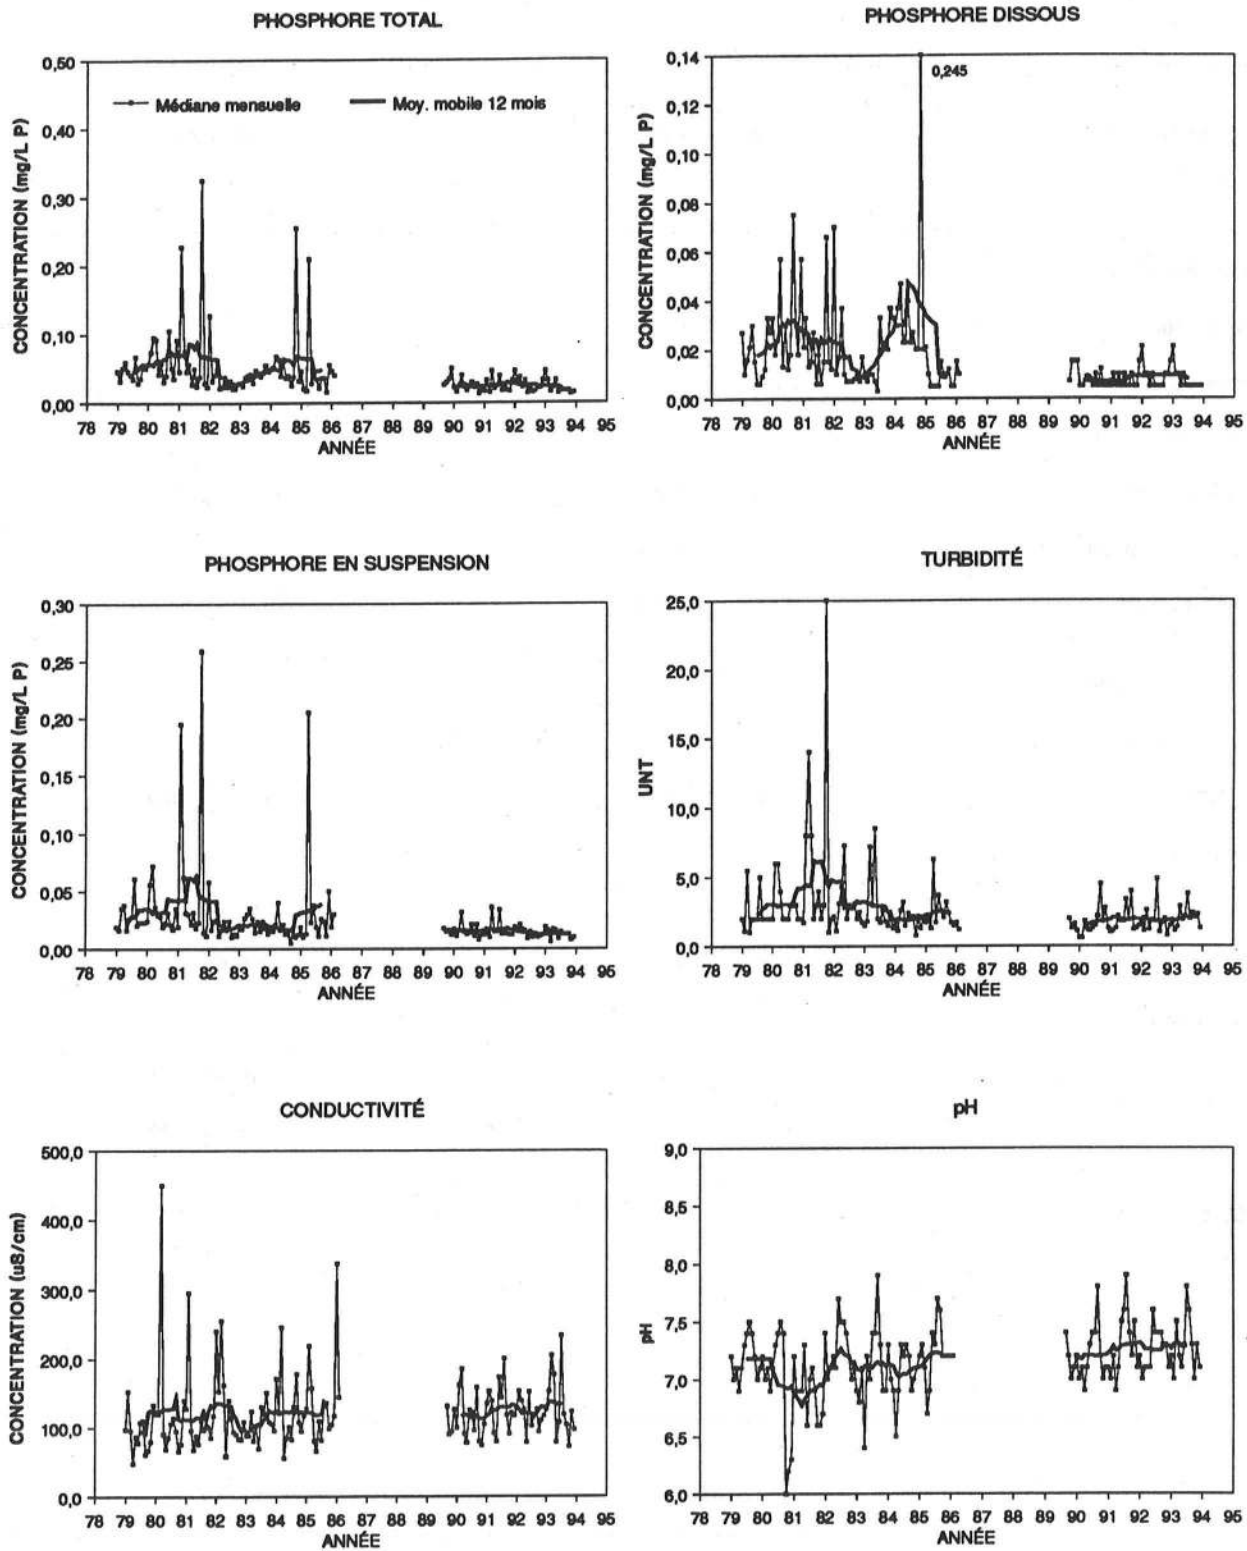 PHOSPHORE TOTAL
0,50
0,40
0,30
0,20
0,10
0,00
CONCENTRATION (mg/L P)
Médiane mensuelle
Moy. mobile 12 mois
78 79 80 81 82 83 84 85 86 87 88 89 90 91 92 93 94 95
ANNÉE
PHOSPHORE DISSOUS
0,14
0,12
0,10
0,08
0,06
0,04
0,02
0,00
CONCENTRATION (mg/L P)
0,245
78 79 80 81 82 83 84 85 86 87 88 89 90 91 92 93 94 95
ANNÉE
PHOSPHORE EN SUSPENSION
0,30
0,25
0,20
0,15
0,10
0,05
0,00
CONCENTRATION (mg/L P)
78 79 80 81 82 83 84 85 86 87 88 89 90 91 92 93 94 95
ANNÉE
TURBIDITÉ
25,0
20,0
15,0
10,0
5,0
0,0
UNT
78 79 80 81 82 83 84 85 86 87 88 89 90 91 92 93 94 95
ANNÉE
CONDUCTIVITÉ
500,0
400,0
300,0
200,0
100,0
0,0
CONCENTRATION (uS/cm)
78 79 80 81 82 83 84 85 86 87 88 89 90 91 92 93 94 95
ANNÉE
pH
9,0
8,5
8,0
7,5
7,0
6,5
6,0
pH
78 79 80 81 82 83 84 85 86 87 88 89 90 91 92 93 94 95
ANNÉE